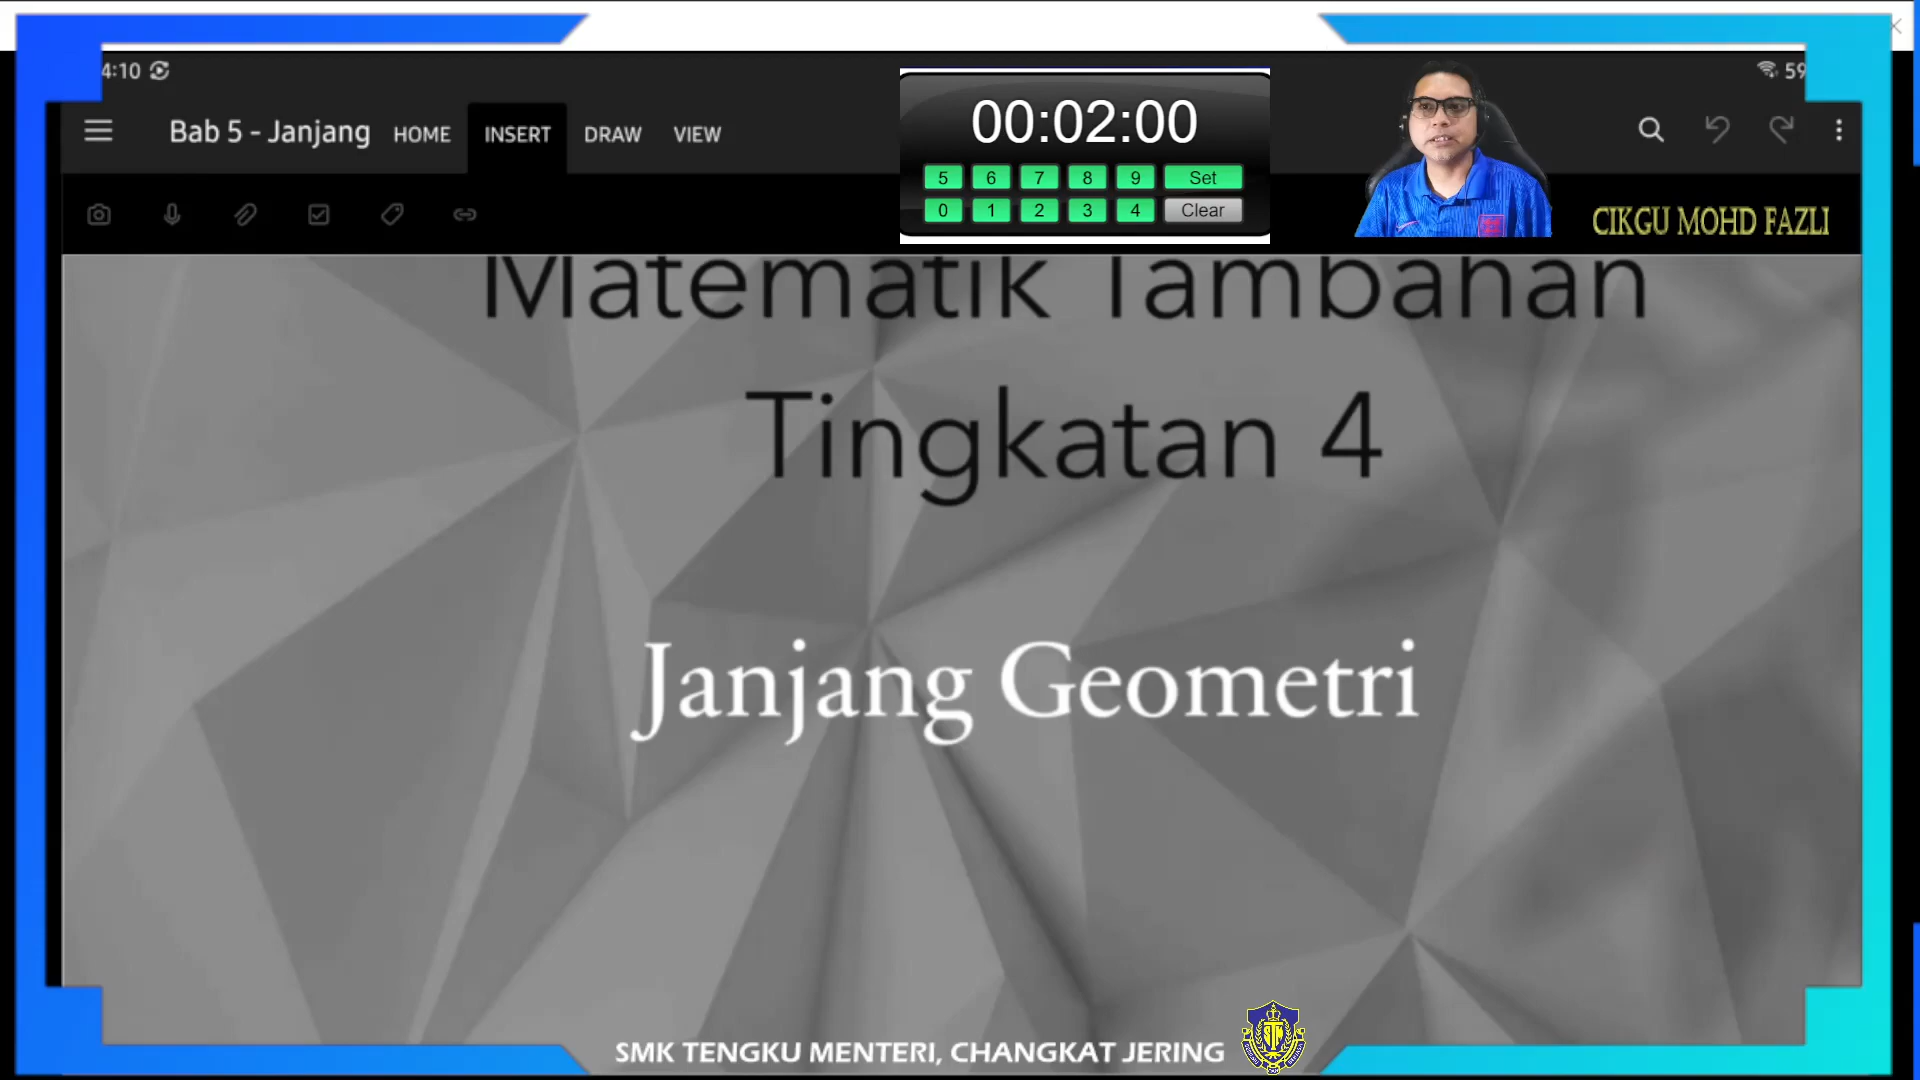 4:10
59
Bab 5 - Janjang HOME INSERT DRAW VIEW
00:02:00
5 6 7 8 9 Set
0 1 2 3 4 Clear
CIKGU MOHD FAZLI
Matematik Tambahan
Tingkatan 4
Janjang Geometri
SMK TENGKU MENTERI, CHANGKAT JERING